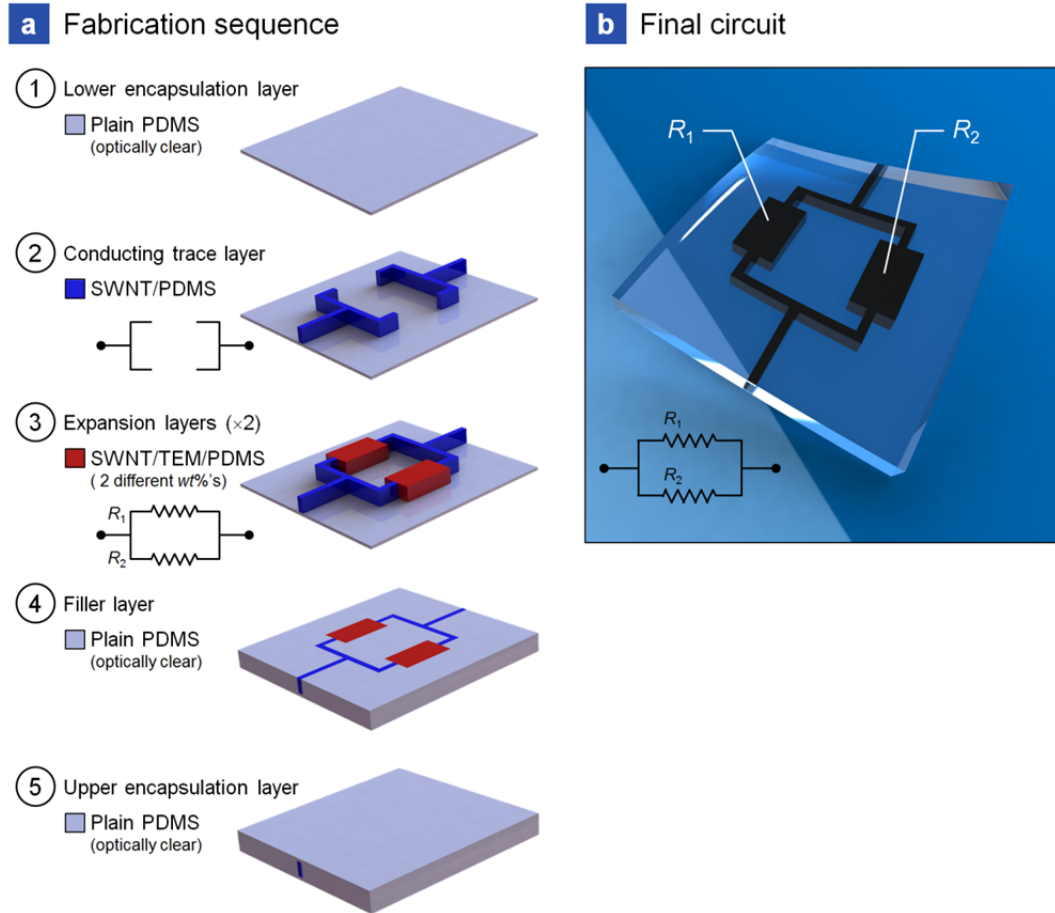 a Fabrication sequence
1 Lower encapsulation layer
Plain PDMS
(optically clear)
2 Conducting trace layer
SWNT/PDMS
3 Expansion layers (×2)
SWNT/TEM/PDMS
( 2 different wt%'s)
R1
R2
4 Filler layer
Plain PDMS
(optically clear)
5 Upper encapsulation layer
Plain PDMS
(optically clear)
b Final circuit
R1
R2
R1
R2